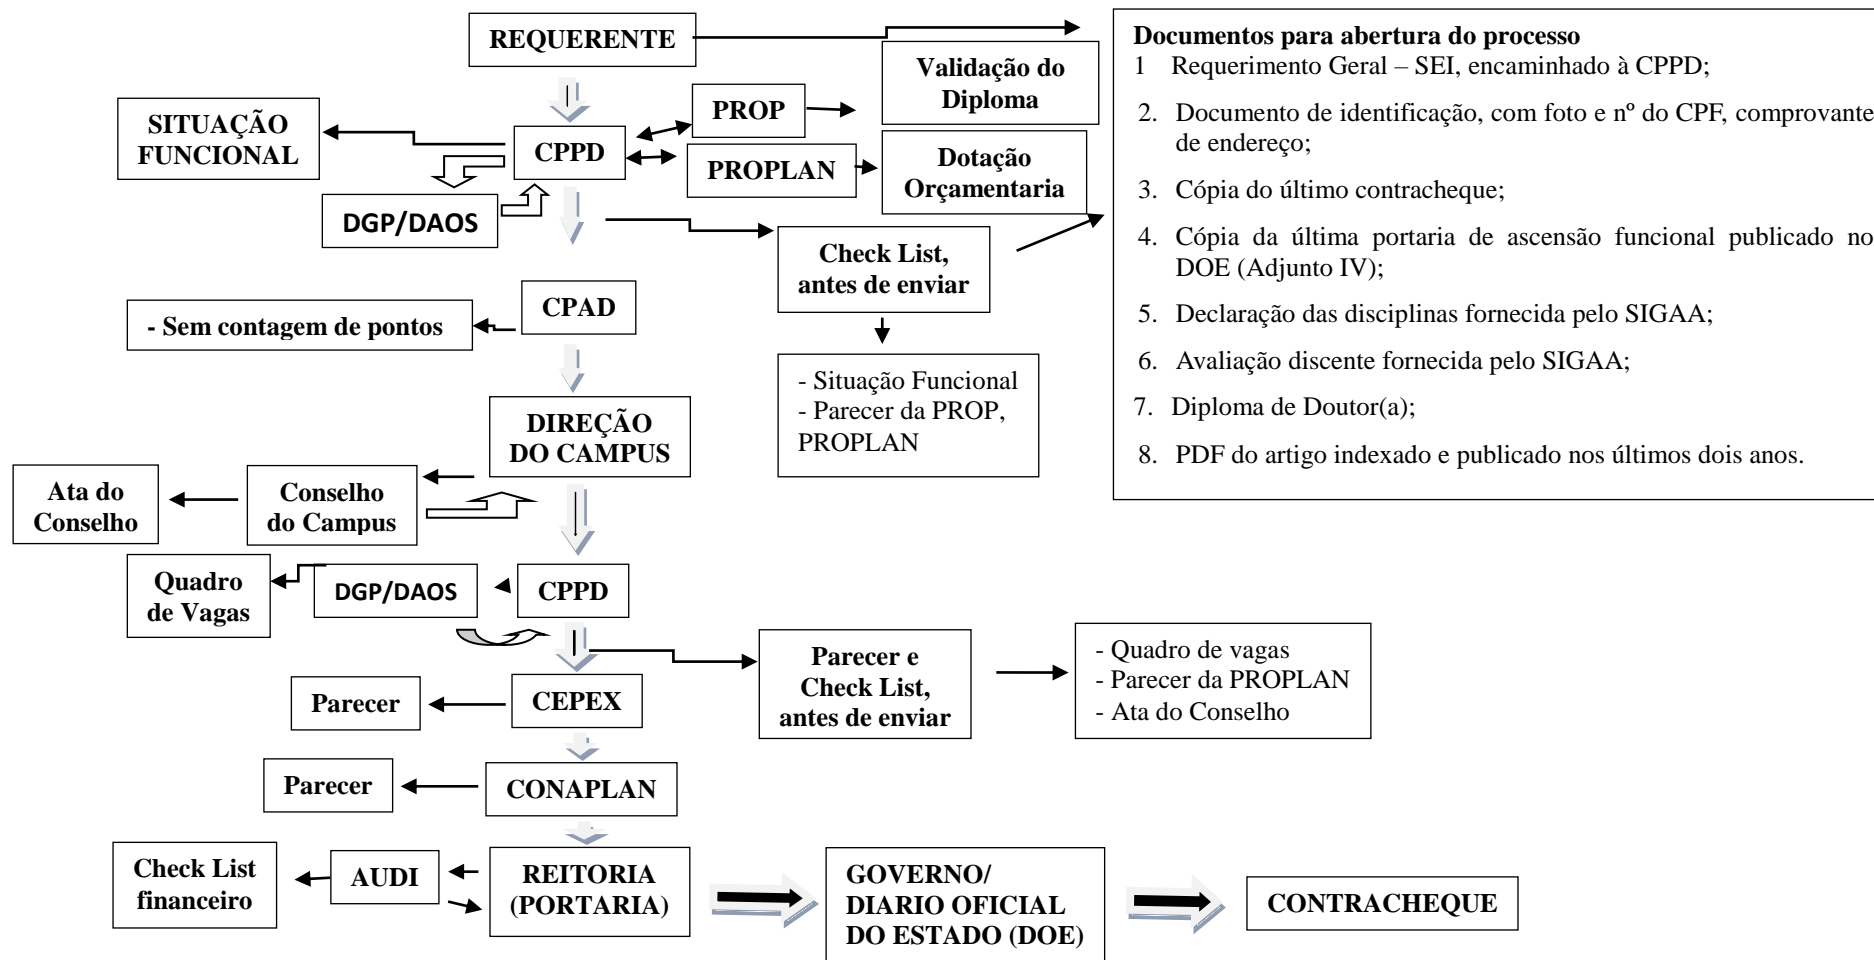 REQUERENTE
Validação do
Diploma
PROP
SITUAÇÃO
FUNCIONAL
CPPD
PROPLAN
Dotação
Orçamentaria
DGP/DAOS
Check List,
antes de enviar
CPAD
- Sem contagem de pontos
- Situação Funcional
- Parecer da PROP,
PROPLAN
DIREÇÃO
DO CAMPUS
Conselho
do Campus
Ata do
Conselho
Quadro
de Vagas
DGP/DAOS
CPPD
Parecer e
Check List,
antes de enviar
- Quadro de vagas
- Parecer da PROPLAN
- Ata do Conselho
CEPEX
Parecer
CONAPLAN
Parecer
Check List
financeiro
AUDI
REITORIA
(PORTARIA)
GOVERNO/
DIARIO OFICIAL
DO ESTADO (DOE)
CONTRACHEQUE
Documentos para abertura do processo
1 Requerimento Geral – SEI, encaminhado à CPPD;
2. Documento de identificação, com foto e nº do CPF, comprovante
de endereço;
3. Cópia do último contracheque;
4. Cópia da última portaria de ascensão funcional publicado no
DOE (Adjunto IV);
5. Declaração das disciplinas fornecida pelo SIGAA;
6. Avaliação discente fornecida pelo SIGAA;
7. Diploma de Doutor(a);
8. PDF do artigo indexado e publicado nos últimos dois anos.